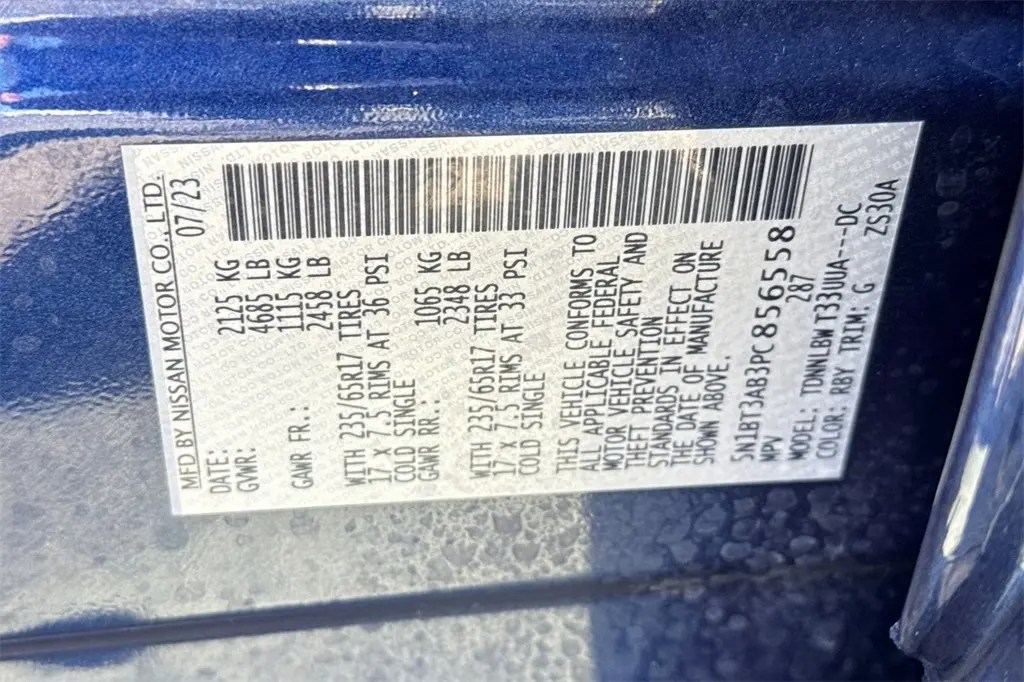 MFD BY NISSAN MOTOR CO., LTD.
DATE: 07/23
GVWR: 2125 KG
4685 LB
GAWR FR.: 1115 KG
2458 LB
WITH 235/65R17 TIRES
17 x 7.5 RIMS AT 36 PSI
COLD SINGLE
GAWR RR.: 1065 KG
2348 LB
WITH 235/65R17 TIRES
17 x 7.5 RIMS AT 33 PSI
COLD SINGLE
THIS VEHICLE CONFORMS TO
ALL APPLICABLE FEDERAL
MOTOR VEHICLE SAFETY AND
THEFT PREVENTION
STANDARDS IN EFFECT ON
THE DATE OF MANUFACTURE
SHOWN ABOVE.
5N1BT3AB3PC856558
MPV 287
MODEL: TDNNLBW T33UUA---DC
COLOR: RBY TRIM: G ZS30A